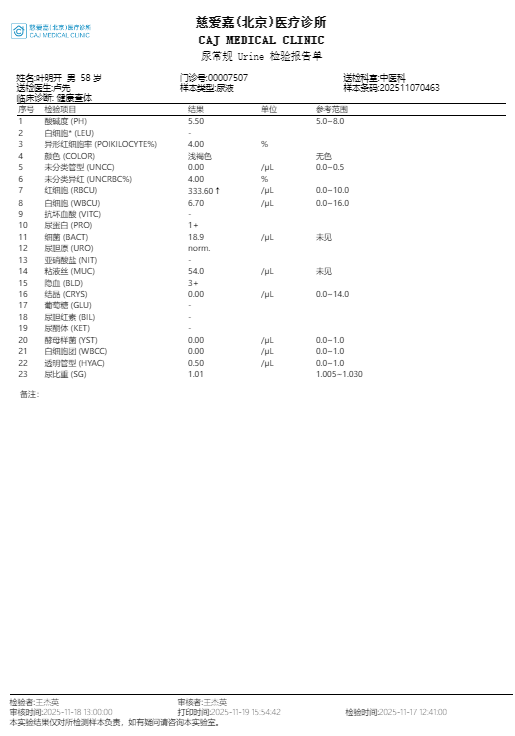 慈爱嘉(北京)医疗诊所
CAJ MEDICAL CLINIC
慈爱嘉(北京)医疗诊所
CAJ MEDICAL CLINIC
尿常规 Urine 检验报告单
姓名:叶明开 男 58 岁 门诊号:00007507 送检科室:中医科
送检医生:卢先 样本类型:尿液 样本条码:202511070463
临床诊断: 健康查体
序号 检验项目 结果 单位 参考范围
1 酸碱度 (PH) 5.50 5.0~8.0
2 白细胞* (LEU) -
3 异形红细胞率 (POIKILOCYTE%) 4.00 %
4 颜色 (COLOR) 浅褐色 无色
5 未分类管型 (UNCC) 0.00 /μL 0.0~0.5
6 未分类异红 (UNCRBC%) 4.00 %
7 红细胞 (RBCU) 333.60↑ /μL 0.0~10.0
8 白细胞 (WBCU) 6.70 /μL 0.0~16.0
9 抗坏血酸 (VITC) -
10 尿蛋白 (PRO) 1+
11 细菌 (BACT) 18.9 /μL 未见
12 尿胆原 (URO) norm.
13 亚硝酸盐 (NIT) -
14 粘液丝 (MUC) 54.0 /μL 未见
15 隐血 (BLD) 3+
16 结晶 (CRYS) 0.00 /μL 0.0~14.0
17 葡萄糖 (GLU) -
18 尿胆红素 (BIL) -
19 尿酮体 (KET) -
20 酵母样菌 (YST) 0.00 /μL 0.0~1.0
21 白细胞团 (WBCC) 0.00 /μL 0.0~1.0
22 透明管型 (HYAC) 0.50 /μL 0.0~1.0
23 尿比重 (SG) 1.01 1.005~1.030
备注:
检验者:王杰英 审核者:王杰英
审核时间:2025-11-18 13:00:00 打印时间:2025-11-19 15:54:42 检验时间:2025-11-17 12:41:00
本实验结果仅对所检测样本负责，如有疑问请咨询本实验室。